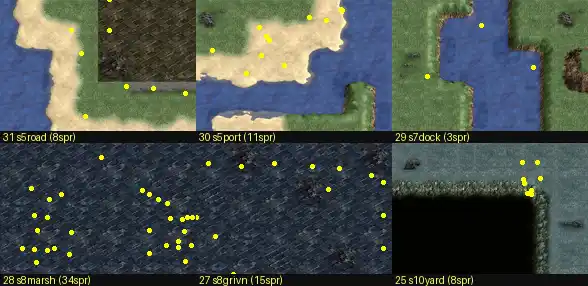 31 s5road (8spr)
30 s5port (11spr)
29 s7dock (3spr)
28 s8marsh (34spr)
27 s8grivn (15spr)
25 s10yard (8spr)